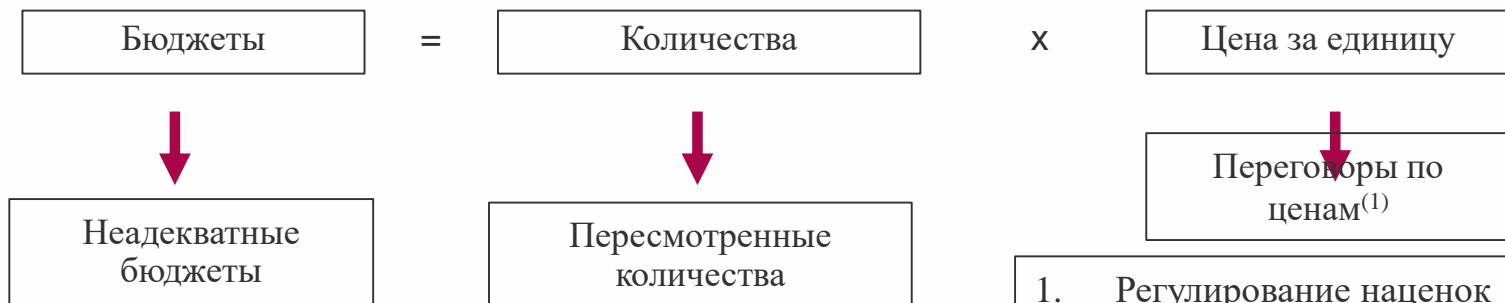 Бюджеты = Количества x Цена за единицу
Переговоры по
ценам(1)
Неадекватные
бюджеты
Пересмотренные
количества
1. Регулирование наценок